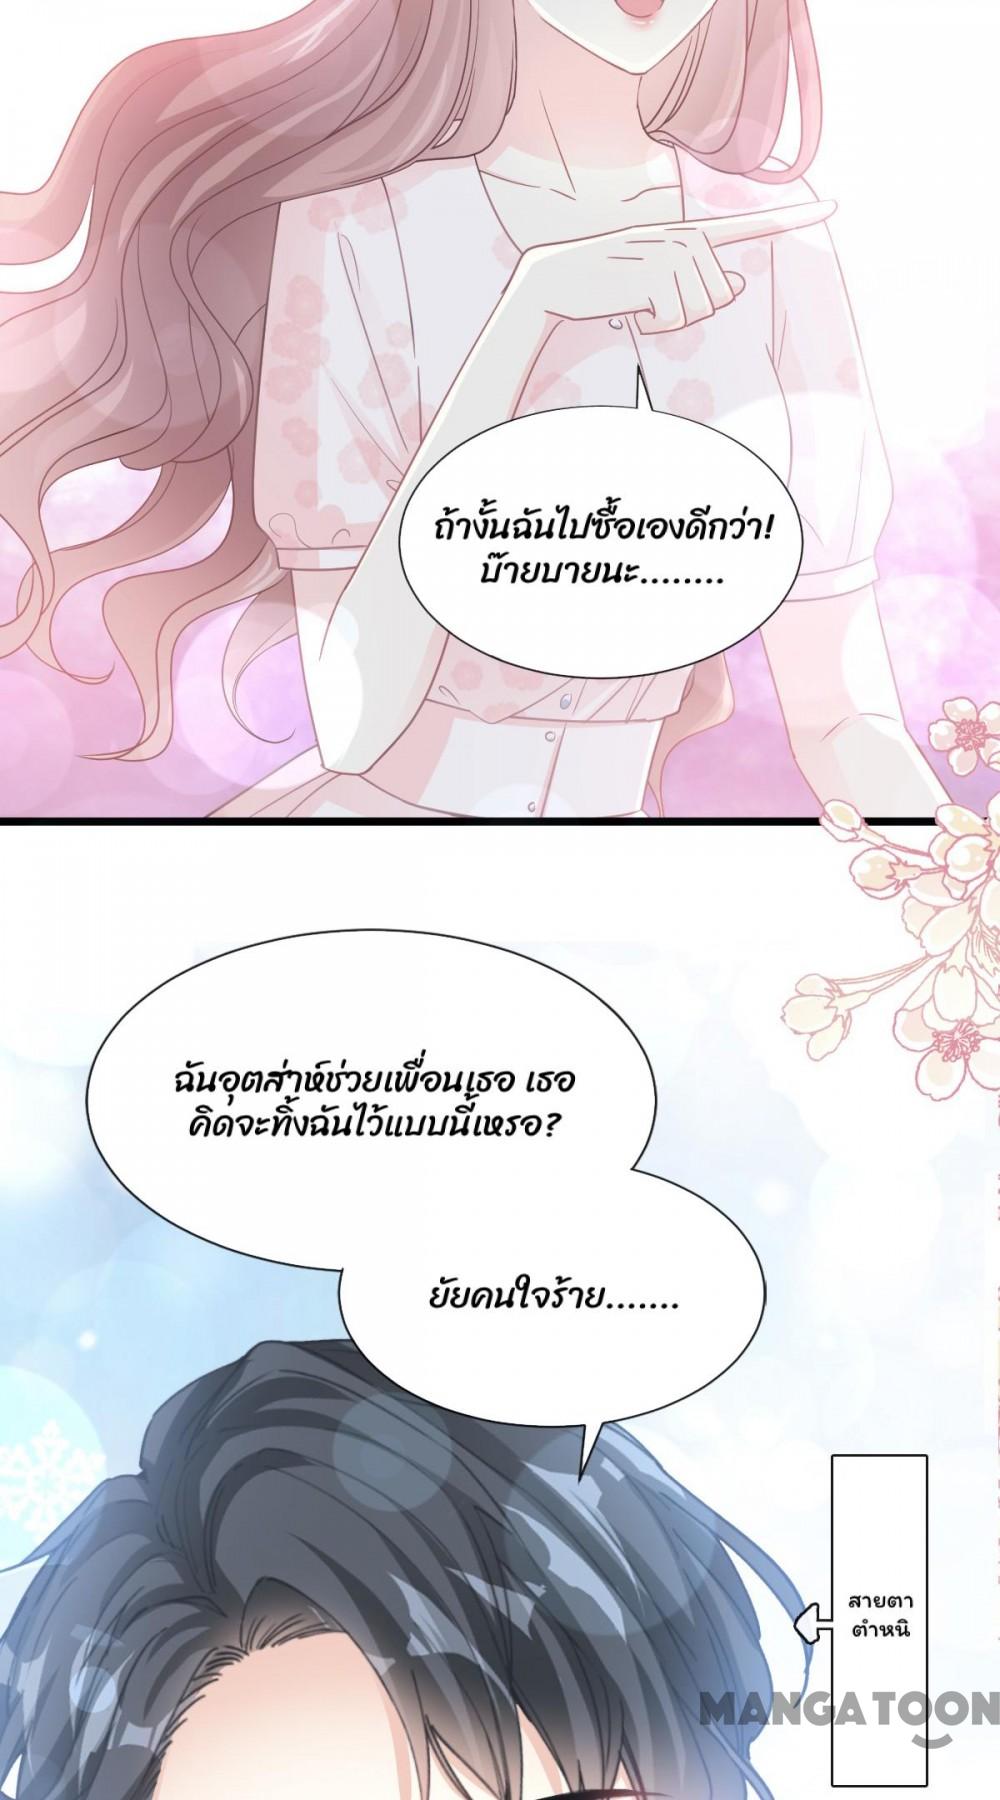 ถ้างั้นฉันไปซื้อเองดีกว่า!
บ๊ายบายนะ........
ฉันอุตส่าห์ช่วยเพื่อนเธอ เธอ
คิดจะทิ้งฉันไว้แบบนี้เหรอ?
ยัยคนใจร้าย.......
สายตา
ตำหนิ
MANGATOON